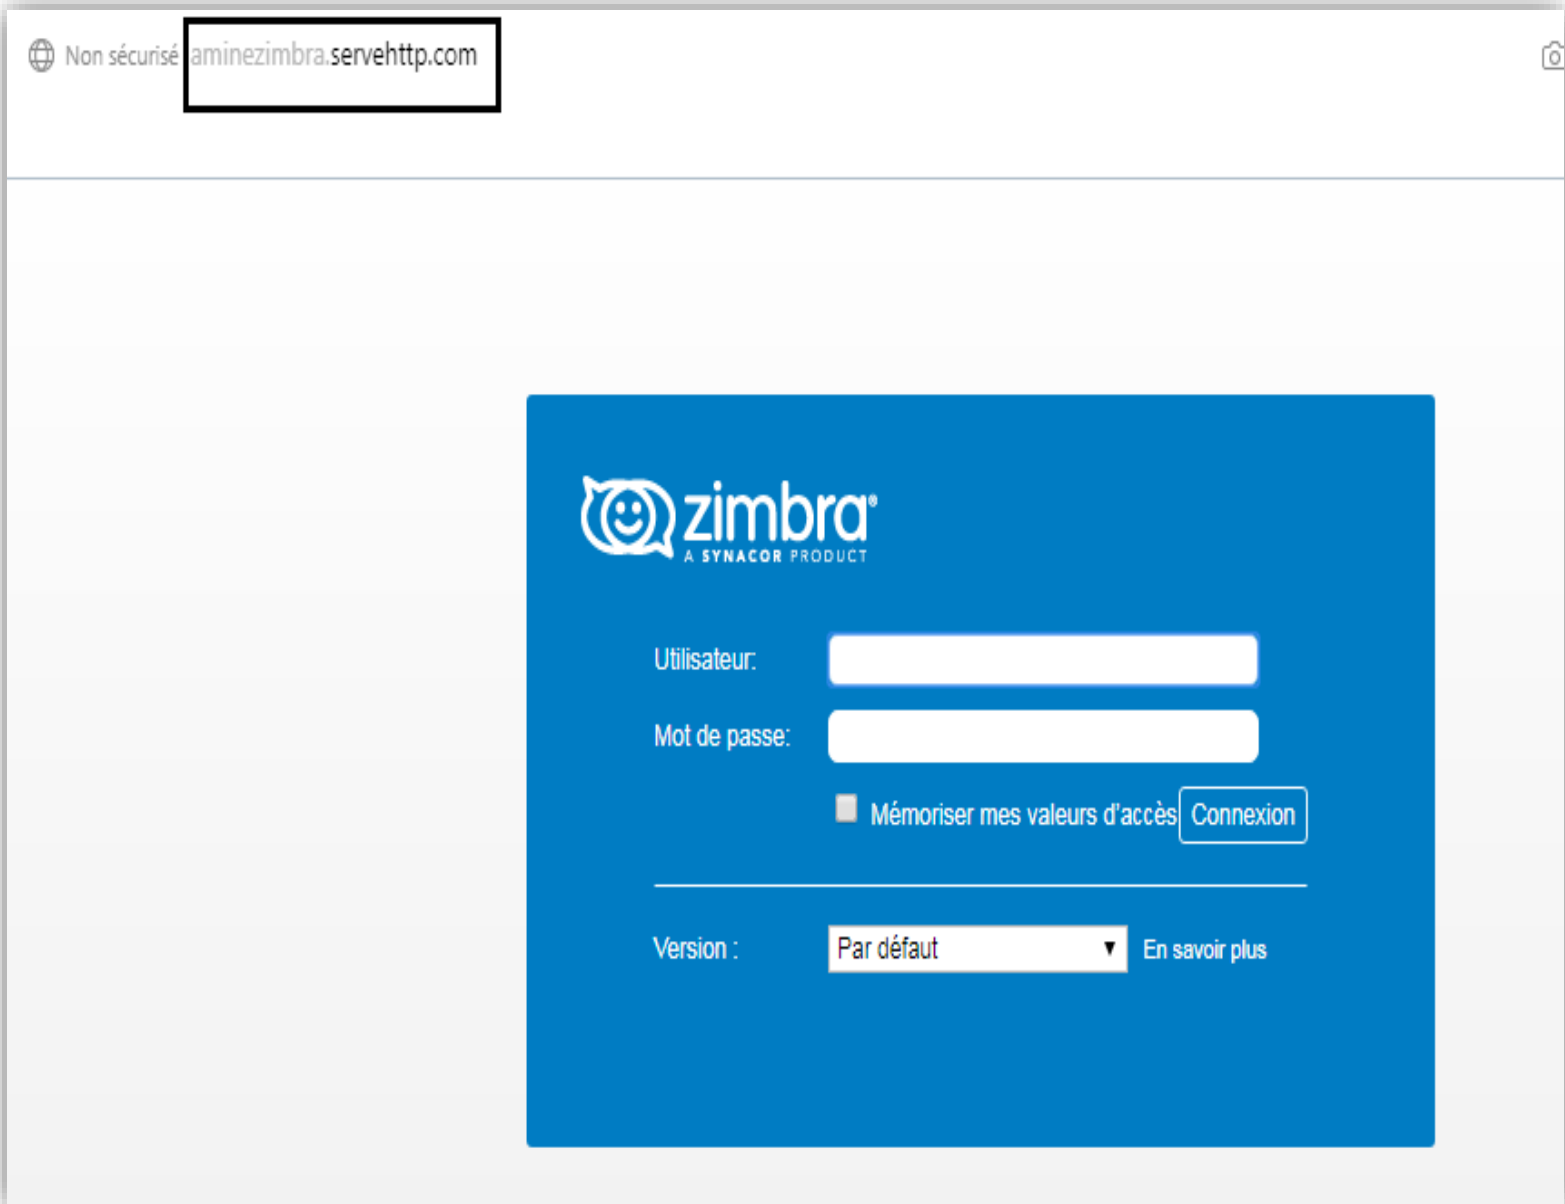 Non sécurisé aminezimbra.servehttp.com
zimbra®
A SYNACOR PRODUCT
Utilisateur:
Mot de passe:
Mémoriser mes valeurs d'accès Connexion
Version : Par défaut En savoir plus